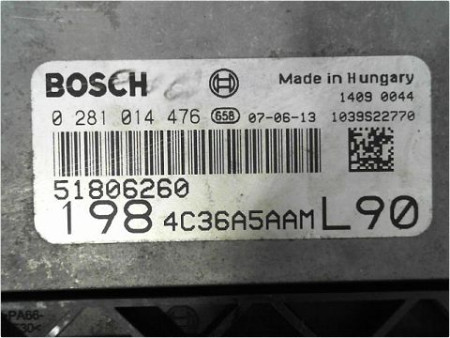 BOSCH Made in Hungary
1409 0044
0 281 014 476 658 07-06-13 1039S22770
51806260
198 4C36A5AAM L90
PA66-